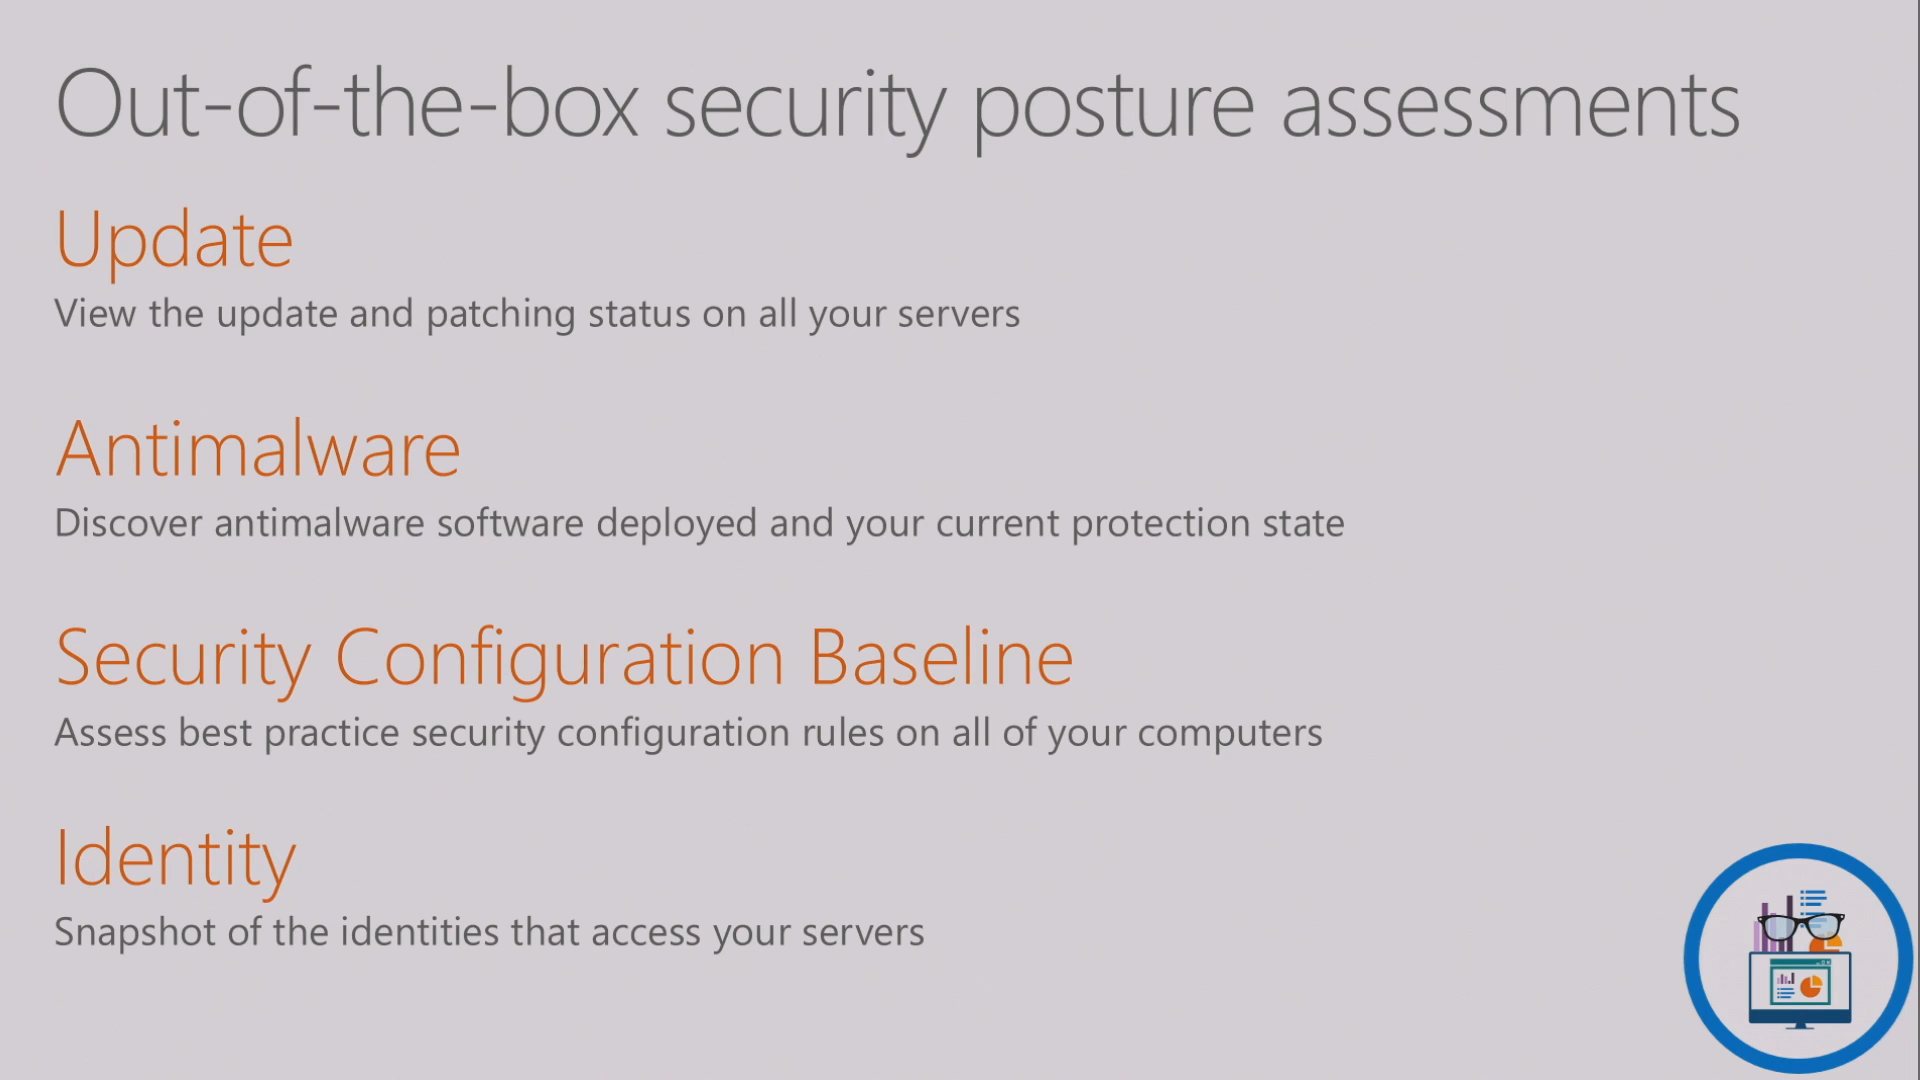 Out-of-the-box security posture assessments
Update
View the update and patching status on all your servers
Antimalware
Discover antimalware software deployed and your current protection state
Security Configuration Baseline
Assess best practice security configuration rules on all of your computers
Identity
Snapshot of the identities that access your servers